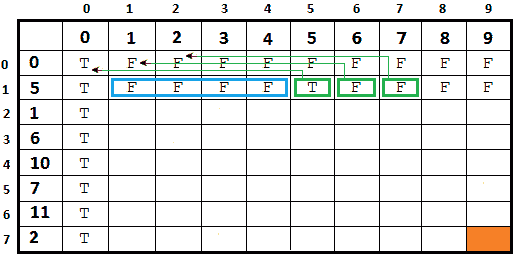 0 1 2 3 4 5 6 7 8 9
0 1 2 3 4 5 6 7 8 9
0 0 T F F F F F F F F F
1 5 T F F F F T F F F F
2 1 T
3 6 T
4 10 T
5 7 T
6 11 T
7 2 T